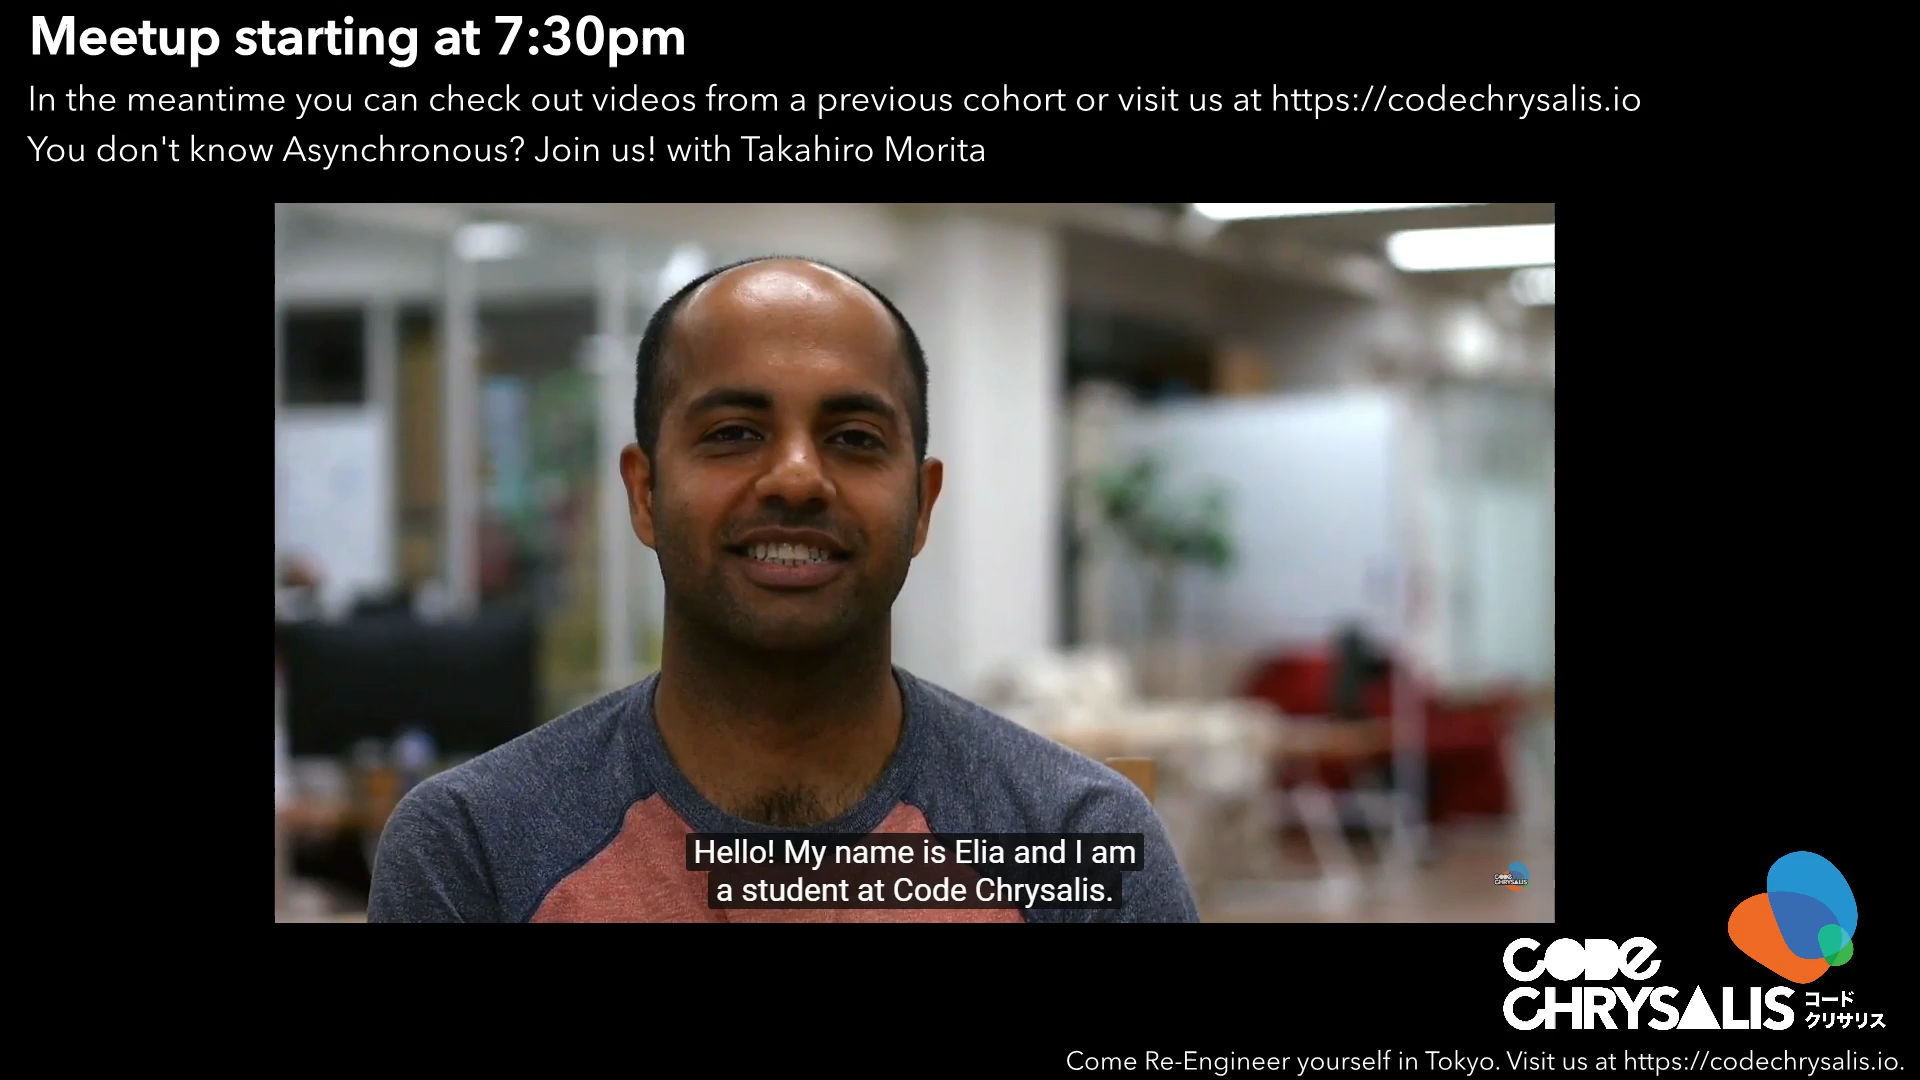 Meetup starting at 7:30pm
In the meantime you can check out videos from a previous cohort or visit us at https://codechrysalis.io
You don't know Asynchronous? Join us! with Takahiro Morita
Hello! My name is Elia and I am
a student at Code Chrysalis.
CODE
CHRYSALIS
CODE
CHRYSALIS
コード
クリサリス
Come Re-Engineer yourself in Tokyo. Visit us at https://codechrysalis.io.